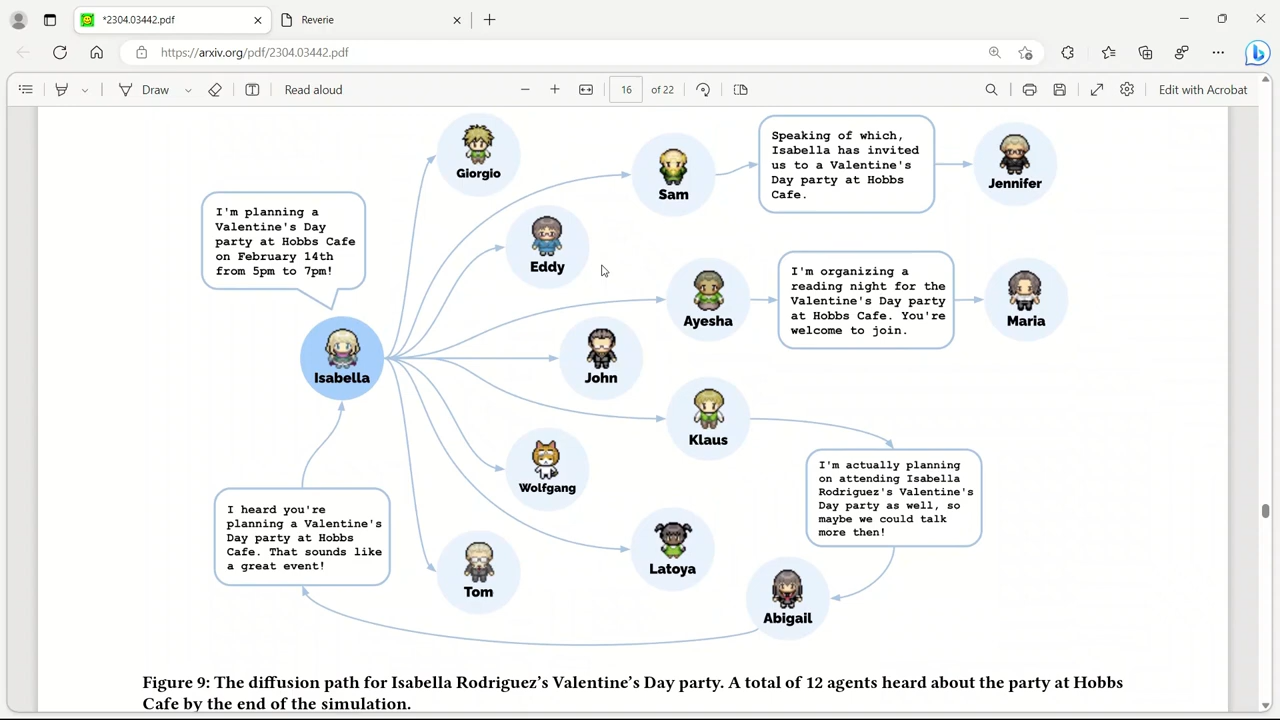 *2304.03442.pdf
Reverie
https://arxiv.org/pdf/2304.03442.pdf
Draw
Read aloud
16 of 22
Edit with Acrobat
Giorgio
Sam
Speaking of which,
Isabella has invited
us to a Valentine's
Day party at Hobbs
Cafe.
Jennifer
I'm planning a
Valentine's Day
party at Hobbs Cafe
on February 14th
from 5pm to 7pm!
Eddy
Ayesha
I'm organizing a
reading night for the
Valentine's Day party
at Hobbs Cafe. You're
welcome to join.
Maria
Isabella
John
Klaus
I'm actually planning
on attending Isabella
Rodriguez's Valentine's
Day party as well, so
maybe we could talk
more then!
Wolfgang
I heard you're
planning a Valentine's
Day party at Hobbs
Cafe. That sounds like
a great event!
Tom
Latoya
Abigail
Figure 9: The diffusion path for Isabella Rodriguez's Valentine's Day party. A total of 12 agents heard about the party at Hobbs
Cafe by the end of the simulation.